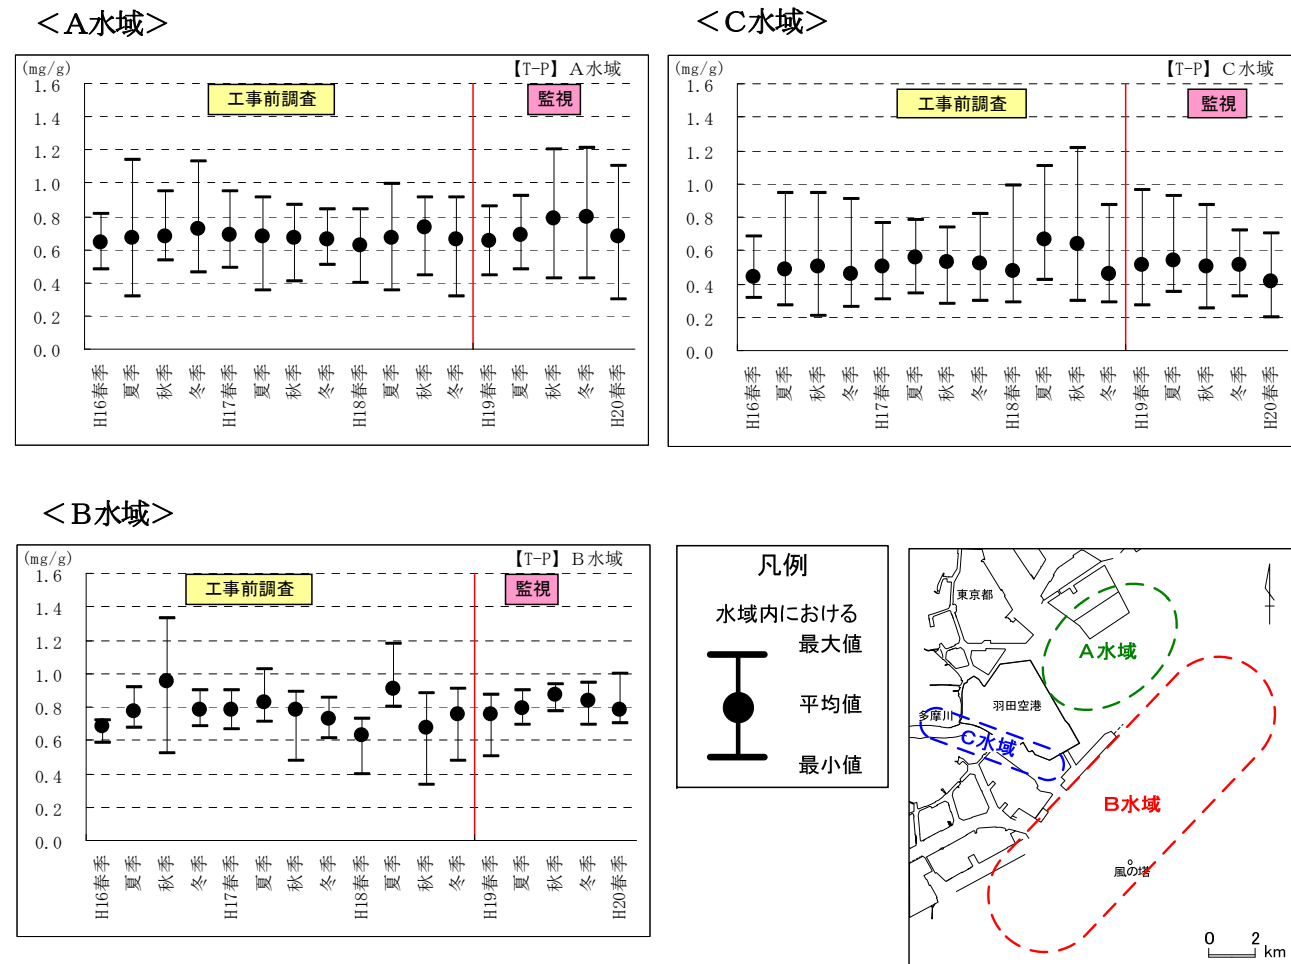 ＜A水域＞
(mg/g)
【T-P】A水域
工事前調査
監視
1.6
1.4
1.2
1.0
0.8
0.6
0.4
0.2
0.0
H16春季
夏季
秋季
冬季
H17春季
夏季
秋季
冬季
H18春季
夏季
秋季
冬季
H19春季
夏季
秋季
冬季
H20春季
＜C水域＞
(mg/g)
【T-P】C水域
工事前調査
監視
1.6
1.4
1.2
1.0
0.8
0.6
0.4
0.2
0.0
H16春季
夏季
秋季
冬季
H17春季
夏季
秋季
冬季
H18春季
夏季
秋季
冬季
H19春季
夏季
秋季
冬季
H20春季
＜B水域＞
(mg/g)
【T-P】B水域
工事前調査
監視
1.6
1.4
1.2
1.0
0.8
0.6
0.4
0.2
0.0
H16春季
夏季
秋季
冬季
H17春季
夏季
秋季
冬季
H18春季
夏季
秋季
冬季
H19春季
夏季
秋季
冬季
H20春季
凡例
水域内における
最大値
平均値
最小値
東京都
A水域
羽田空港
多摩川
C水域
B水域
風の塔
0 2 km